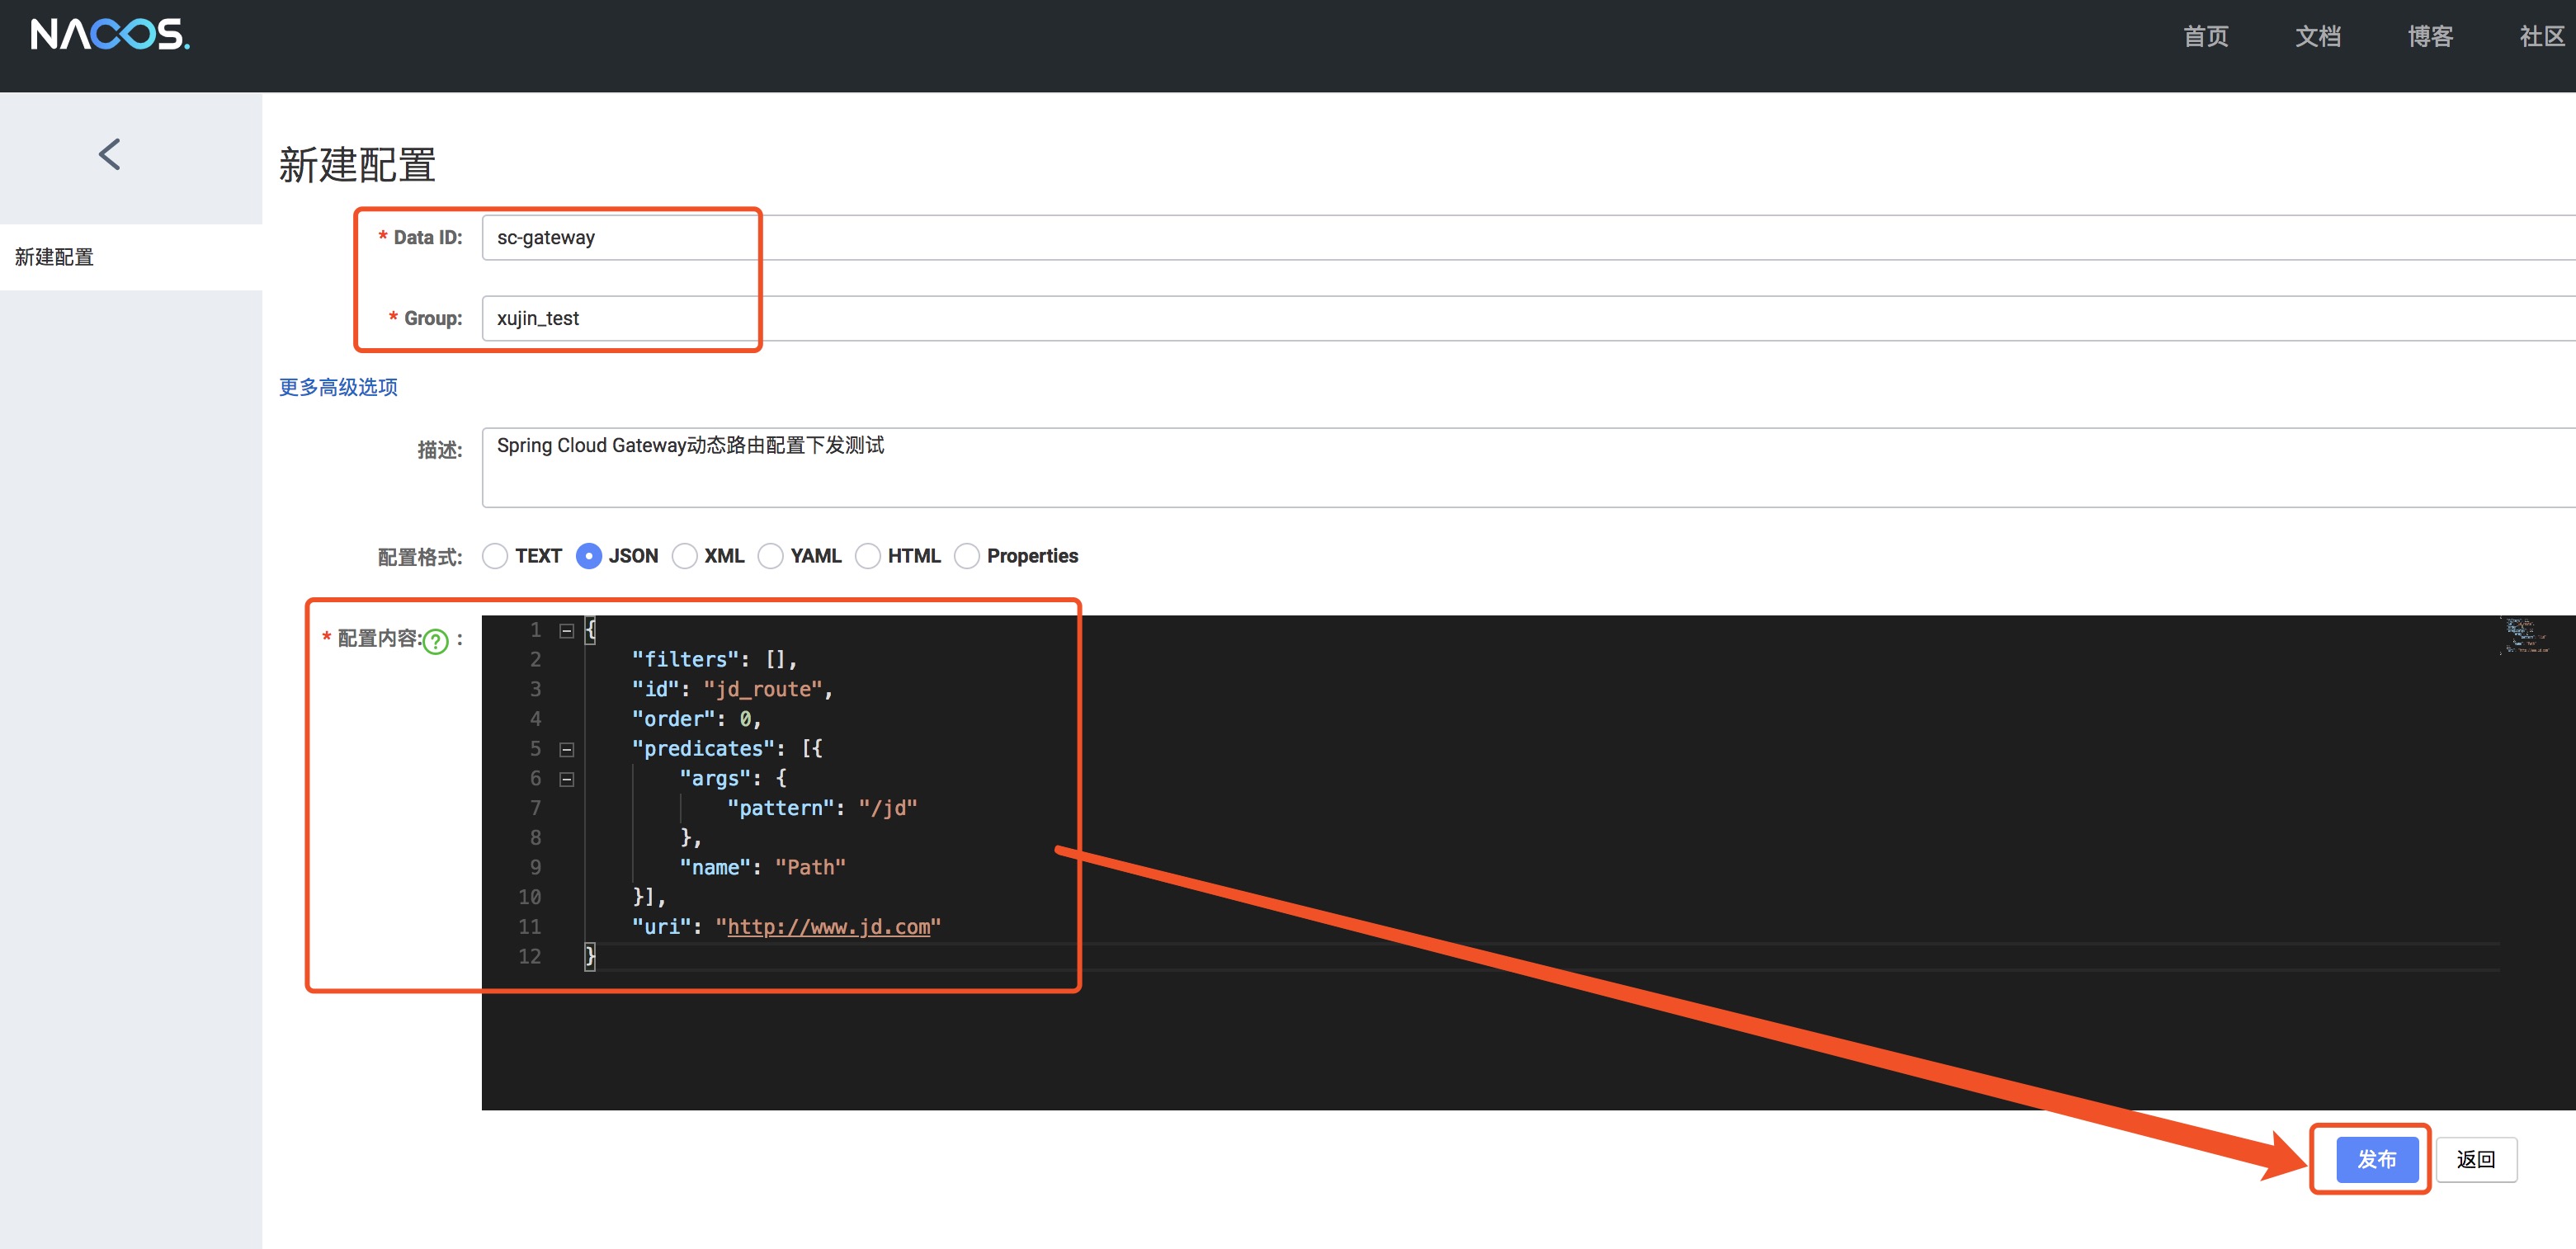 NACOS.
首页 文档 博客 社区
新建配置
新建配置
* Data ID: sc-gateway
* Group: xujin_test
更多高级选项
描述: Spring Cloud Gateway动态路由配置下发测试
配置格式: TEXT JSON XML YAML HTML Properties
* 配置内容:? :
1 {
2 "filters": [],
3 "id": "jd_route",
4 "order": 0,
5 "predicates": [{
6 "args": {
7 "pattern": "/jd"
8 },
9 "name": "Path"
10 }],
11 "uri": "http://www.jd.com"
12 }
发布 返回